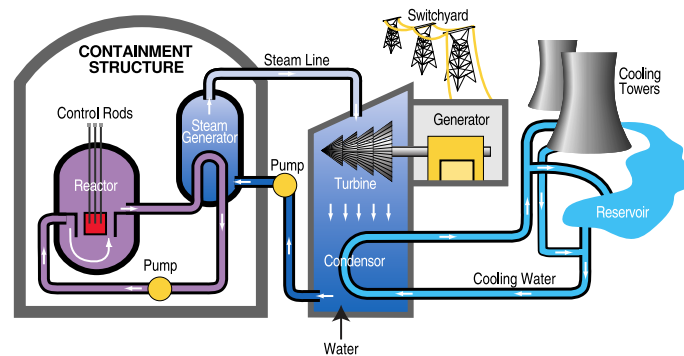 Switchyard
CONTAINMENT
STRUCTURE
Steam Line
Cooling
Towers
Control Rods
Steam
Generator
Generator
Pump
Reactor
Turbine
Reservoir
Condensor
Pump
Cooling Water
Water